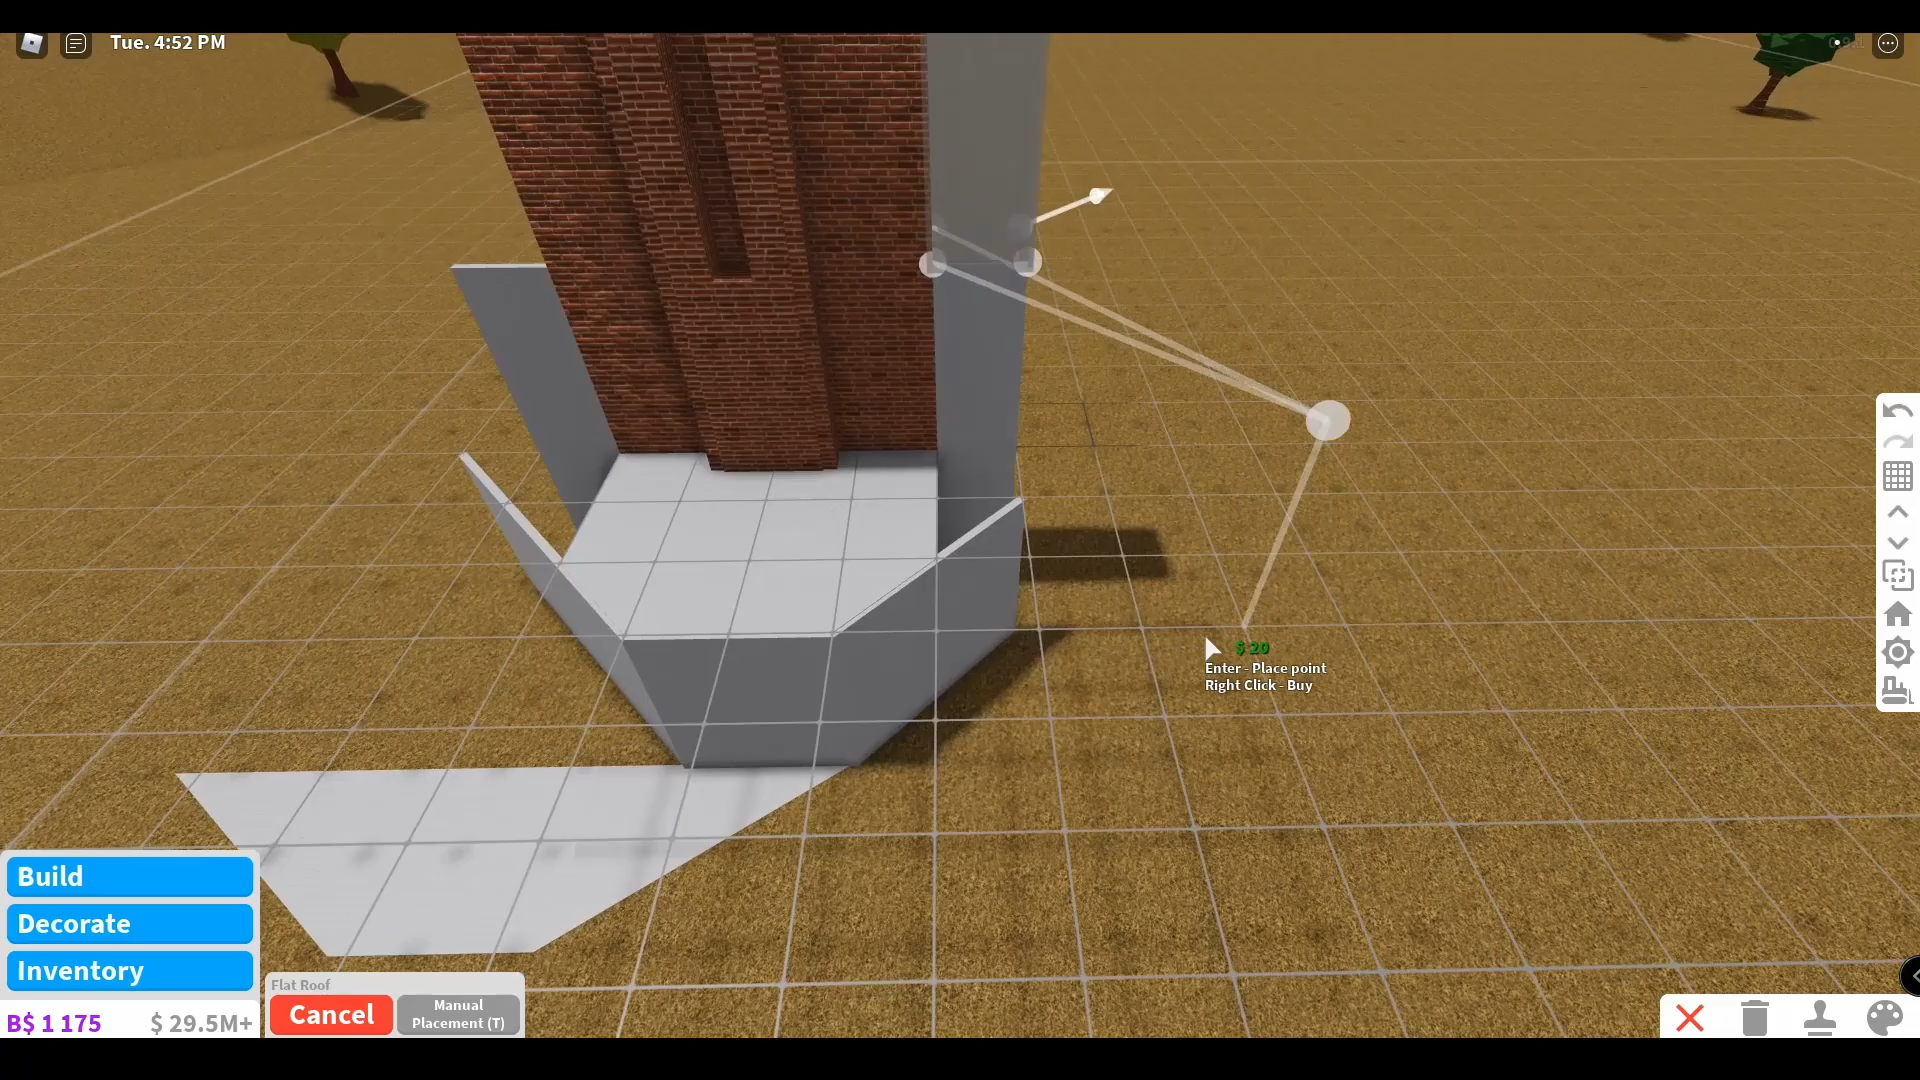 Tue. 4:52 PM
$ 20
Enter - Place point
Right Click - Buy
Build
Decorate
Inventory
Flat Roof
Cancel
Manual
Placement (T)
B$ 1 175
$ 29.5M+